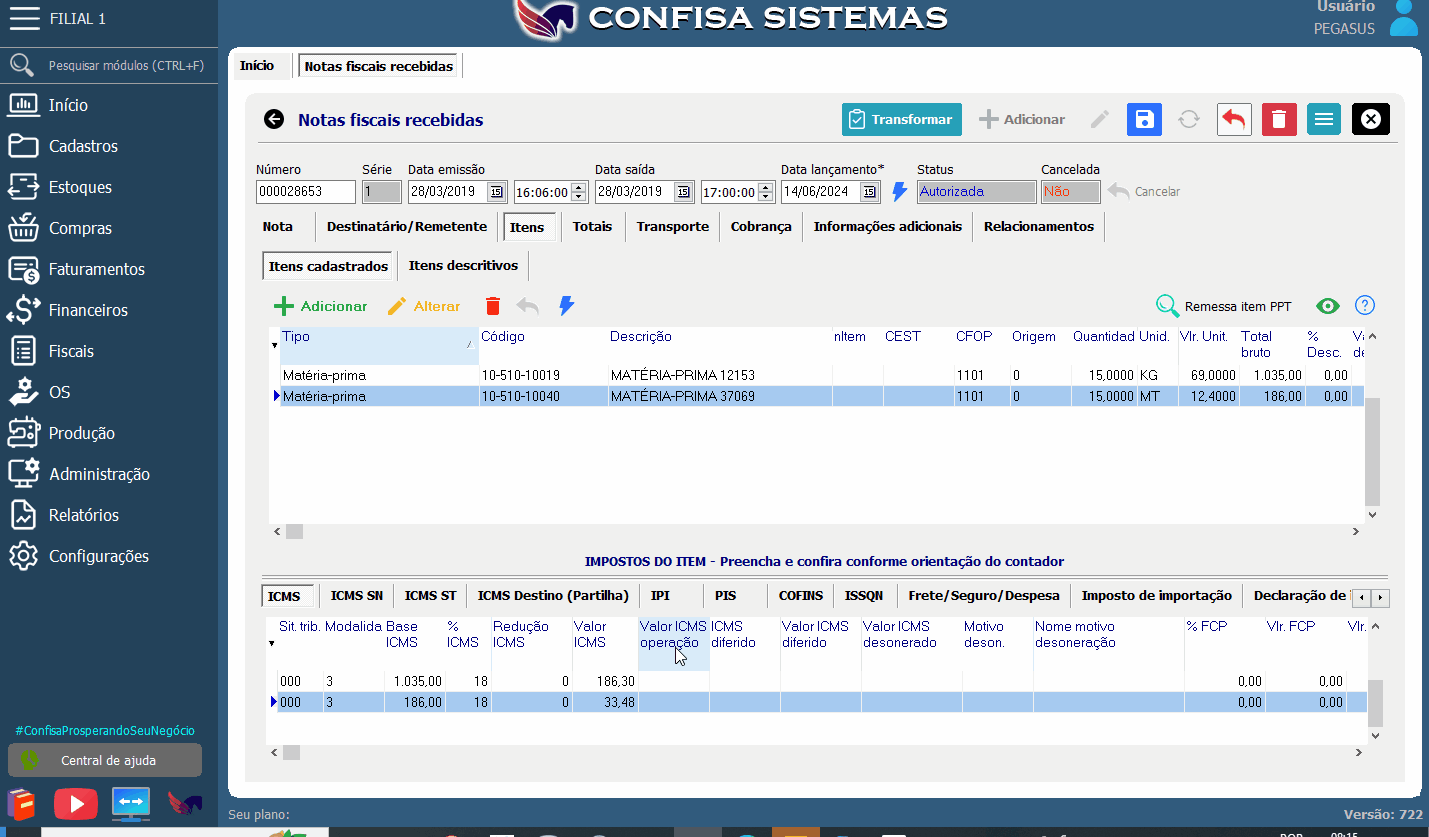 FILIAL 1
CONFISA SISTEMAS
Usuário
PEGASUS
Pesquisar módulos (CTRL+F)
Início
Cadastros
Estoques
Compras
Faturamentos
Financeiros
Fiscais
OS
Produção
Administração
Relatórios
Configurações
#ConfisaProsperandoSeuNegócio
Central de ajuda
Início Notas fiscais recebidas
Notas fiscais recebidas Transformar Adicionar
Número Série Data emissão Data saída Data lançamento* Status Cancelada
000028653 1 28/03/2019 15 16:06:00 28/03/2019 15 17:00:00 14/06/2024 15 Autorizada Não Cancelar
Nota Destinatário/Remetente Itens Totais Transporte Cobrança Informações adicionais Relacionamentos
Itens cadastrados Itens descritivos
Adicionar Alterar Remessa item PPT ?
Tipo Código Descrição nItem CEST CFOP Origem Quantidad Unid. Vlr. Unit. Total bruto % Desc.
Matéria-prima 10-510-10019 MATÉRIA-PRIMA 12153 1101 0 15,0000 KG 69,0000 1.035,00 0,00
Matéria-prima 10-510-10040 MATÉRIA-PRIMA 37069 1101 0 15,0000 MT 12,4000 186,00 0,00
IMPOSTOS DO ITEM - Preencha e confira conforme orientação do contador
ICMS ICMS SN ICMS ST ICMS Destino (Partilha) IPI PIS COFINS ISSQN Frete/Seguro/Despesa Imposto de importação Declaração de
Sit. trib. Modalida Base ICMS % ICMS Redução ICMS Valor ICMS Valor ICMS operação ICMS diferido Valor ICMS diferido Valor ICMS desonerado Motivo deson. Nome motivo desoneração % FCP Vlr. FCP Vlr.
000 3 1.035,00 18 0 186,30 0,00 0,00
000 3 186,00 18 0 33,48 0,00 0,00
Seu plano: Versão: 722